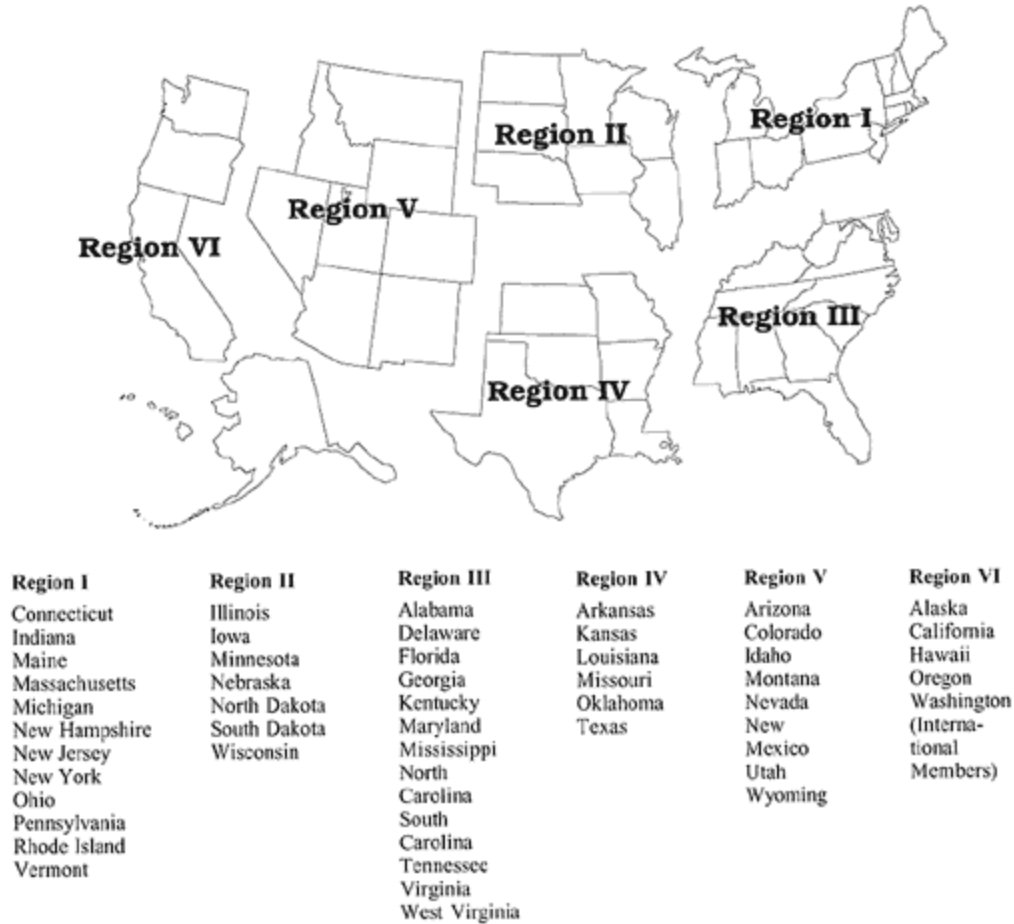 Region I
Region II
Region V
Region VI
Region III
Region IV
Region I
Connecticut
Indiana
Maine
Massachusetts
Michigan
New Hampshire
New Jersey
New York
Ohio
Pennsylvania
Rhode Island
Vermont
Region II
Illinois
Iowa
Minnesota
Nebraska
North Dakota
South Dakota
Wisconsin
Region III
Alabama
Delaware
Florida
Georgia
Kentucky
Maryland
Mississippi
North
Carolina
South
Carolina
Tennessee
Virginia
West Virginia
Region IV
Arkansas
Kansas
Louisiana
Missouri
Oklahoma
Texas
Region V
Arizona
Colorado
Idaho
Montana
Nevada
New
Mexico
Utah
Wyoming
Region VI
Alaska
California
Hawaii
Oregon
Washington
(Interna-
tional
Members)